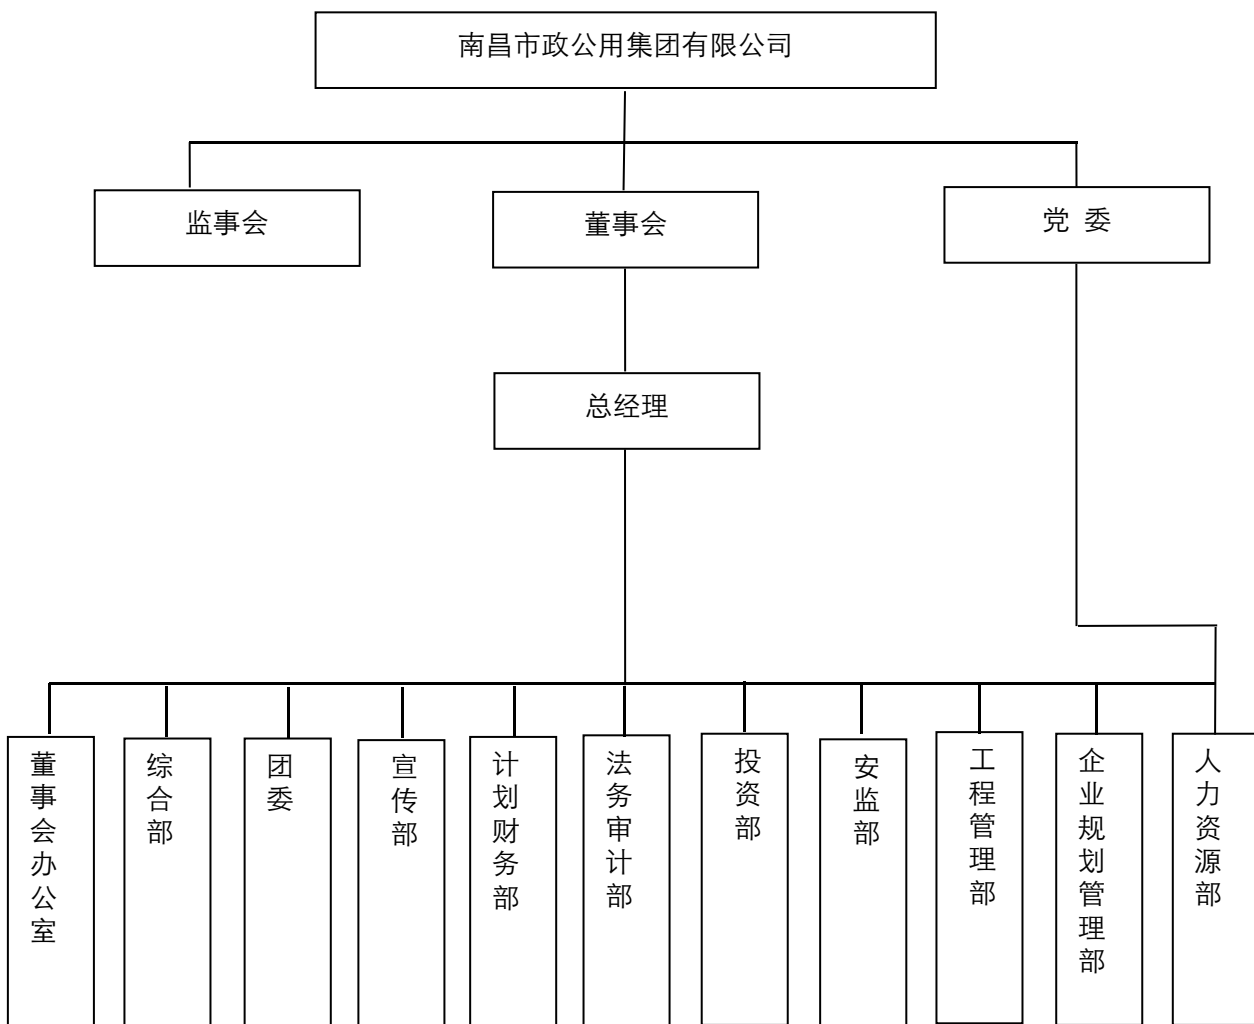 南昌市政公用集团有限公司
监事会
董事会
党 委
总经理
董事会办公室
综合部
团委
宣传部
计划财务部
法务审计部
投资部
安监部
工程管理部
企业规划管理部
人力资源部